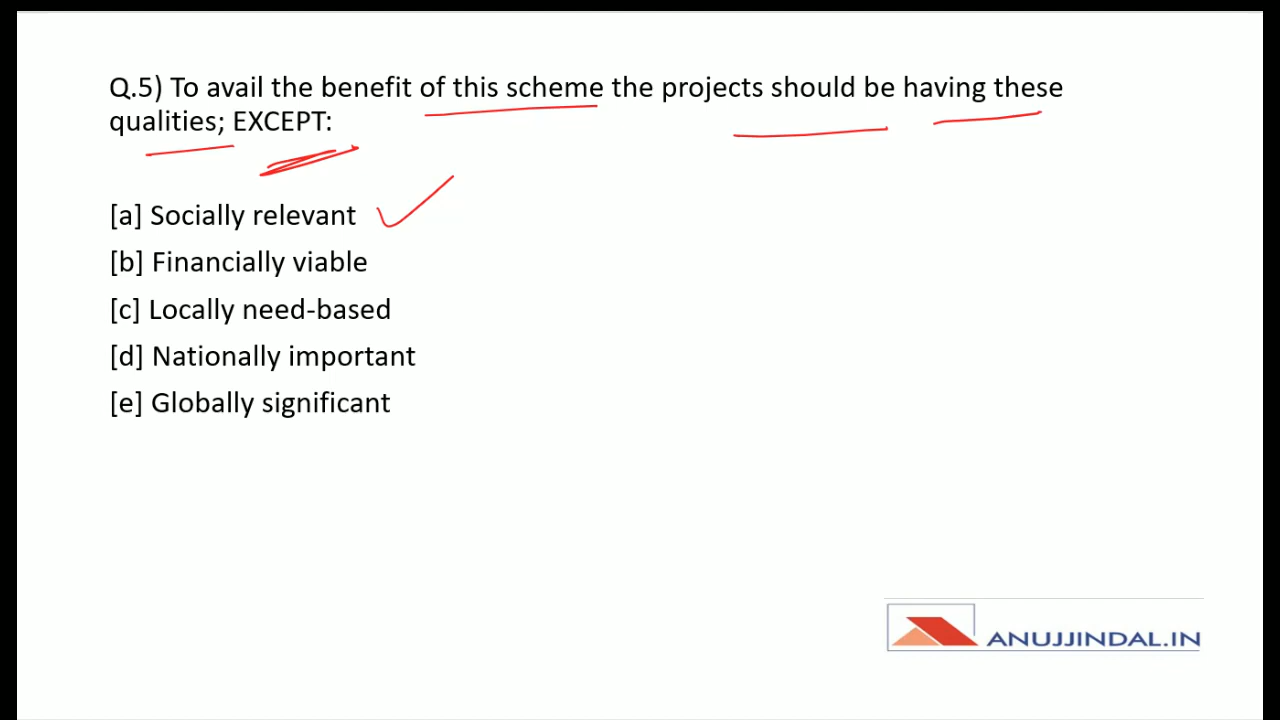 Q.5) To avail the benefit of this scheme the projects should be having these
qualities; EXCEPT:
[a] Socially relevant
[b] Financially viable
[c] Locally need-based
[d] Nationally important
[e] Globally significant
ANUJJINDAL.IN